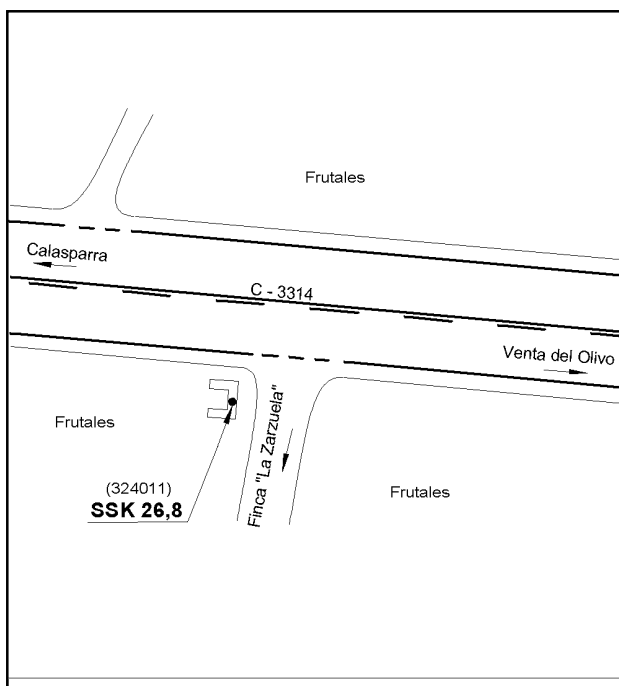 Frutales
Calasparra
C - 3314
Venta del Olivo
Frutales
Finca "La Zarzuela"
(324011)
SSK 26,8
Frutales